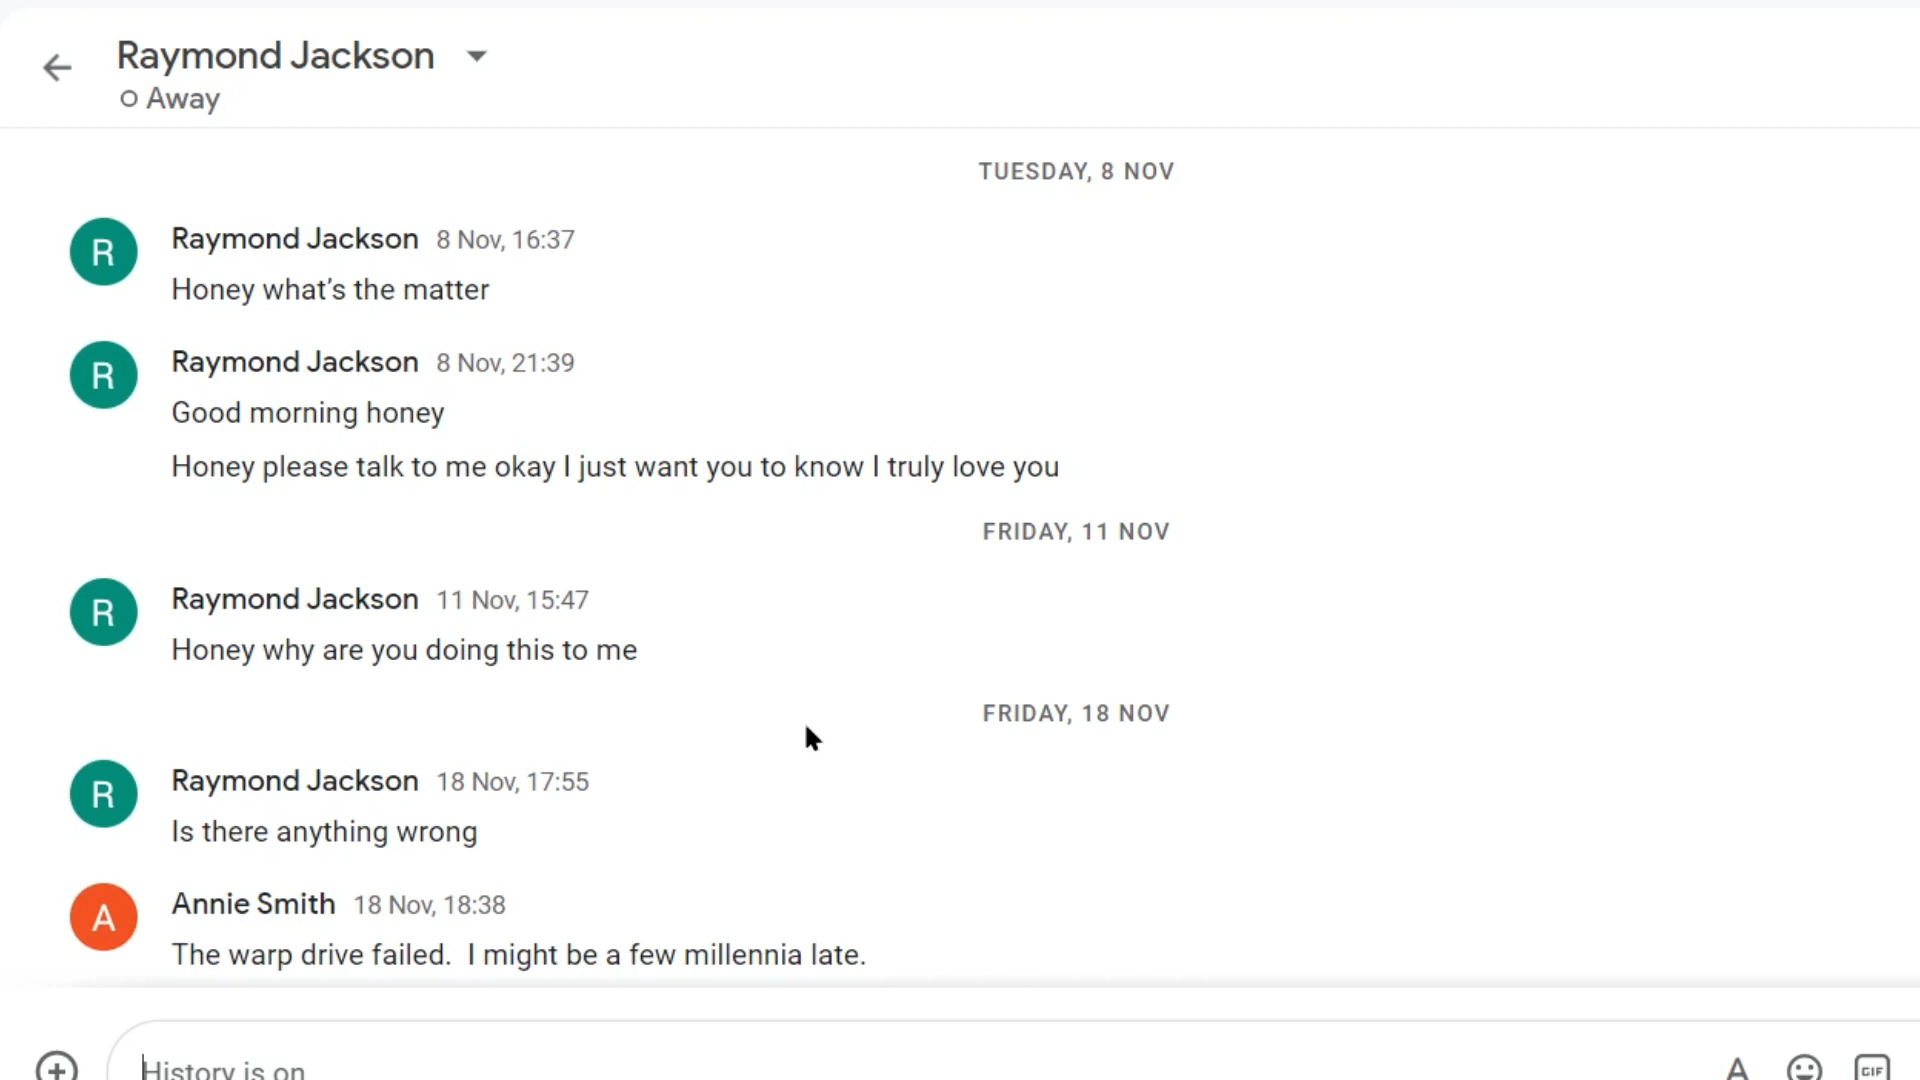 Raymond Jackson
Away
TUESDAY, 8 NOV
R
Raymond Jackson 8 Nov, 16:37
Honey what’s the matter
R
Raymond Jackson 8 Nov, 21:39
Good morning honey
Honey please talk to me okay I just want you to know I truly love you
FRIDAY, 11 NOV
R
Raymond Jackson 11 Nov, 15:47
Honey why are you doing this to me
FRIDAY, 18 NOV
R
Raymond Jackson 18 Nov, 17:55
Is there anything wrong
A
Annie Smith 18 Nov, 18:38
The warp drive failed.  I might be a few millennia late.
History is on
A
GIF